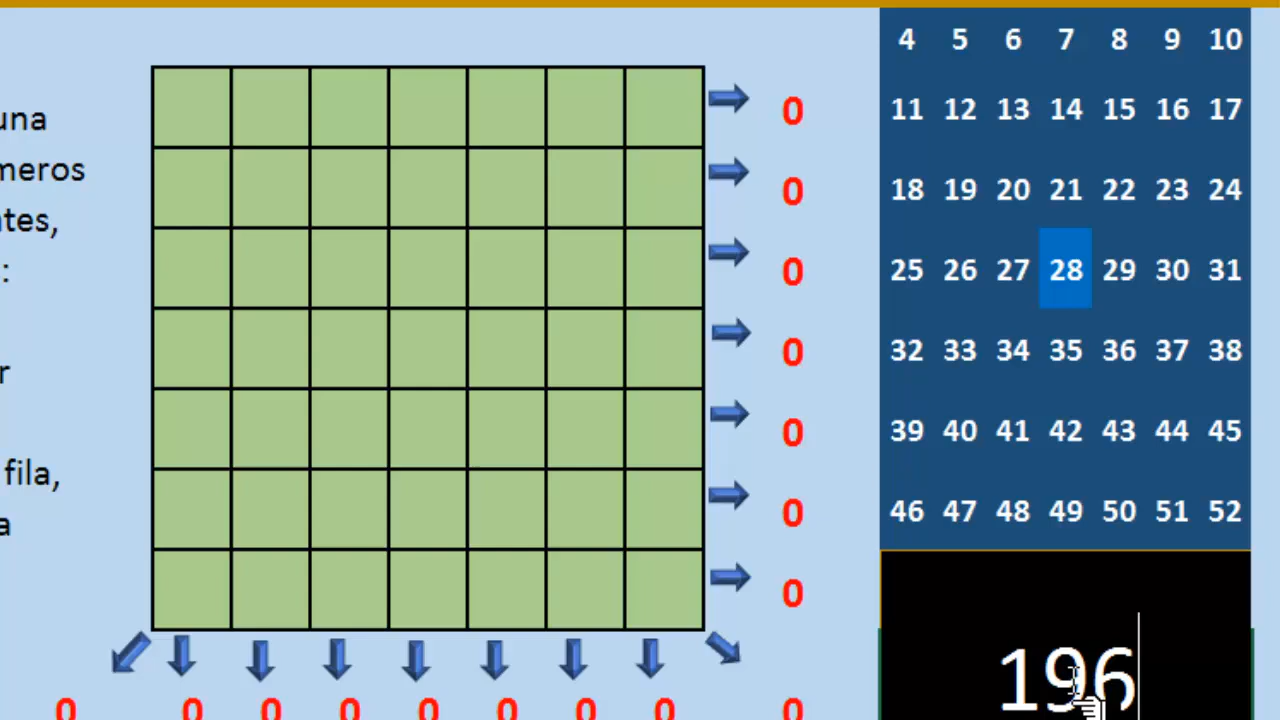 una
meros
ntes,
:
r
fila,
a
0
0
0
0
0
0
0
0 0 0 0 0 0 0 0 0
4 5 6 7 8 9 10
11 12 13 14 15 16 17
18 19 20 21 22 23 24
25 26 27 28 29 30 31
32 33 34 35 36 37 38
39 40 41 42 43 44 45
46 47 48 49 50 51 52
196